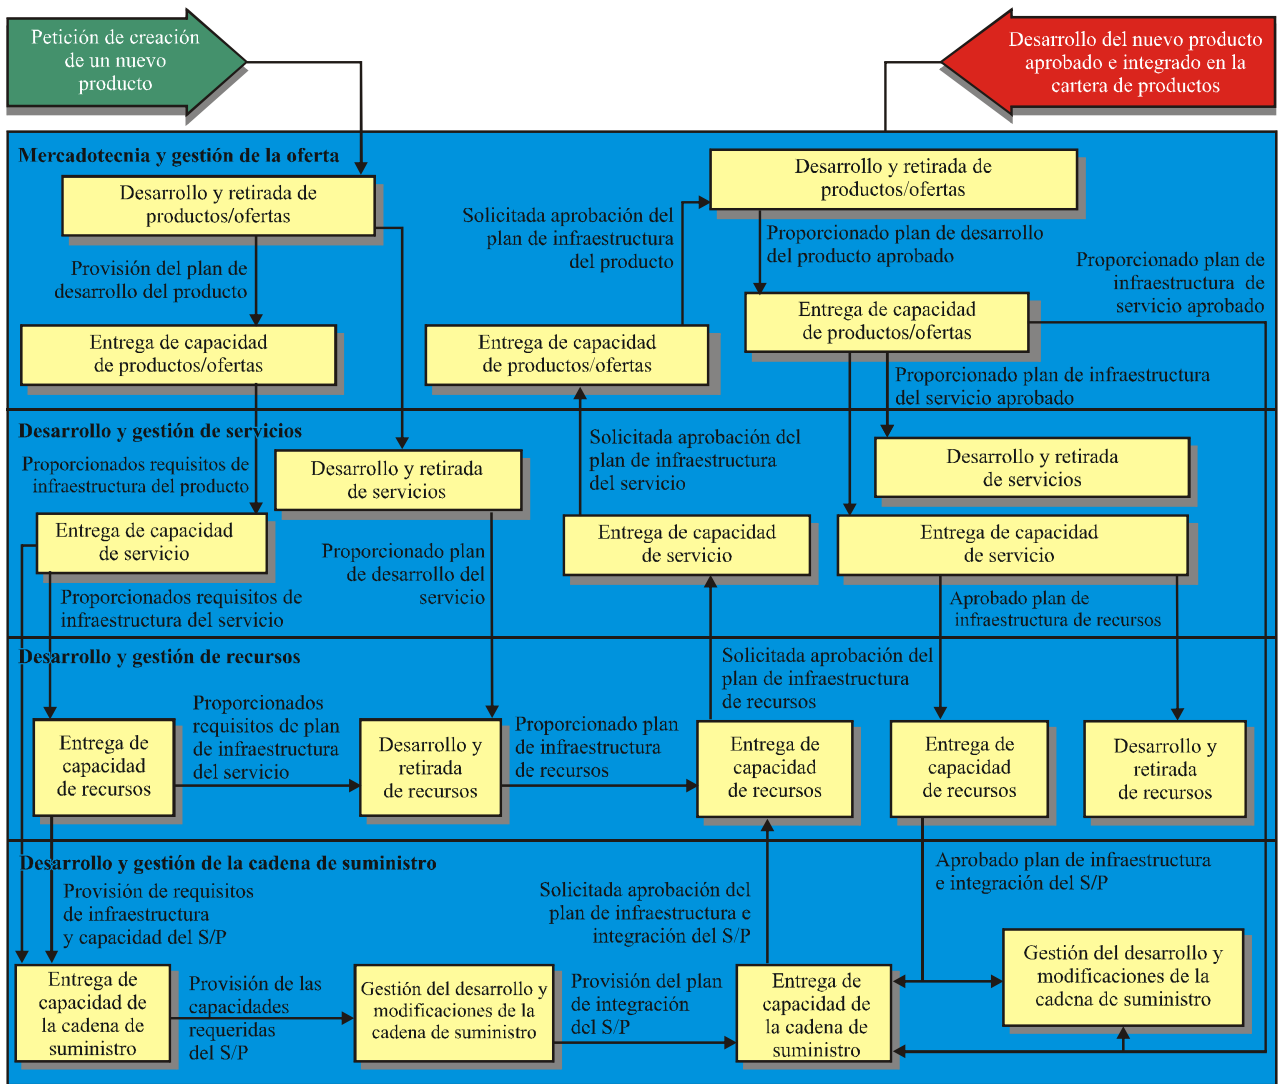 Petición de creación
de un nuevo
producto
Desarrollo del nuevo producto
aprobado e integrado en la
cartera de productos
Mercadotecnia y gestión de la oferta
Desarrollo y retirada de
productos/ofertas
Provisión del plan de
desarrollo del producto
Entrega de capacidad
de productos/ofertas
Solicitada aprobación del
plan de infraestructura
del producto
Entrega de capacidad
de productos/ofertas
Desarrollo y retirada de
productos/ofertas
Proporcionado plan de desarrollo
del producto aprobado
Entrega de capacidad
de productos/ofertas
Proporcionado plan de
infraestructura de
servicio aprobado
Proporcionado plan de infraestructura
del servicio aprobado
Desarrollo y gestión de servicios
Proporcionados requisitos de
infraestructura del producto
Desarrollo y retirada
de servicios
Entrega de capacidad
de servicio
Proporcionado plan
de desarrollo del
servicio
Proporcionados requisitos de
infraestructura del servicio
Solicitada aprobación del
plan de infraestructura
del servicio
Entrega de capacidad
de servicio
Desarrollo y retirada
de servicios
Entrega de capacidad
de servicio
Aprobado plan de
infraestructura de recursos
Desarrollo y gestión de recursos
Entrega de
capacidad
de recursos
Proporcionados
requisitos de plan
de infraestructura
del servicio
Desarrollo y
retirada
de recursos
Proporcionado plan
de infraestructura
de recursos
Solicitada aprobación del
plan de infraestructura
de recursos
Entrega de
capacidad
de recursos
Entrega de
capacidad
de recursos
Desarrollo y
retirada
de recursos
Desarrollo y gestión de la cadena de suministro
Provisión de requisitos
de infraestructura
y capacidad del S/P
Entrega de
capacidad de
la cadena de
suministro
Provisión de las
capacidades
requeridas
del S/P
Gestión del desarrollo y
modificaciones de la
cadena de suministro
Solicitada aprobación del
plan de infraestructura e
integración del S/P
Provisión del plan
de integración
del S/P
Entrega de
capacidad de
la cadena de
suministro
Aprobado plan de infraestructura
e integración del S/P
Gestión del desarrollo y
modificaciones de la
cadena de suministro